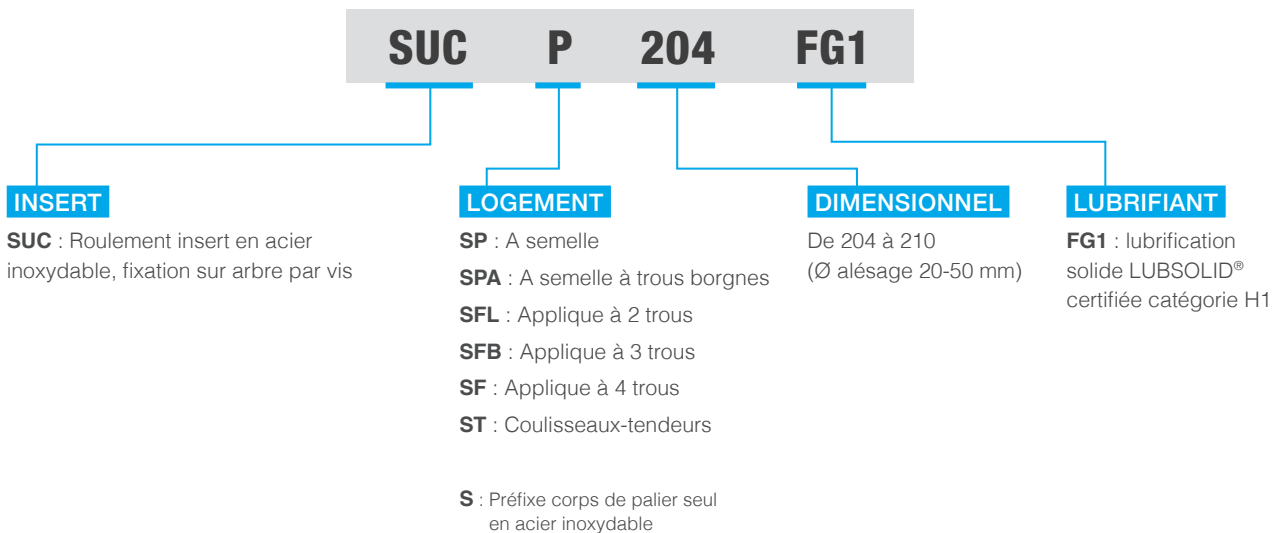 SUC P 204 FG1
INSERT
SUC : Roulement insert en acier
inoxydable, fixation sur arbre par vis
LOGEMENT
SP : A semelle
SPA : A semelle à trous borgnes
SFL : Applique à 2 trous
SFB : Applique à 3 trous
SF : Applique à 4 trous
ST : Coulisseaux-tendeurs
S : Préfixe corps de palier seul
en acier inoxydable
DIMENSIONNEL
De 204 à 210
(Ø alésage 20-50 mm)
LUBRIFIANT
FG1 : lubrification
solide LUBSOLID®
certifiée catégorie H1